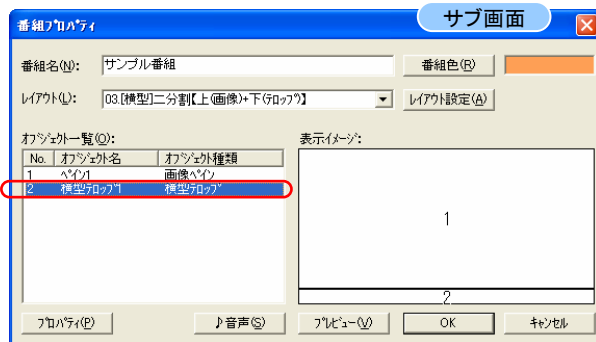 サブ画面
番組ﾌﾟﾛﾊﾟﾃｨ
番組名(N): サンプル番組 番組色(R)
ﾚｲｱｳﾄ(L): 03.[横型]二分割【上(画像)+下(ﾃﾛｯﾌﾟ)】 ﾚｲｱｳﾄ設定(A)
ｵﾌﾞｼﾞｪｸﾄ一覧(O): 表示ｲﾒｰｼﾞ:
No. ｵﾌﾞｼﾞｪｸﾄ名 ｵﾌﾞｼﾞｪｸﾄ種類
1 ﾍﾟｲﾝ1 画像ﾍﾟｲﾝ
2 横型ﾃﾛｯﾌﾟ1 横型ﾃﾛｯﾌﾟ
1
2
ﾌﾟﾛﾊﾟﾃｨ(P) ♪音声(S) ﾌﾟﾚﾋﾞｭｰ(V) OK ｷｬﾝｾﾙ